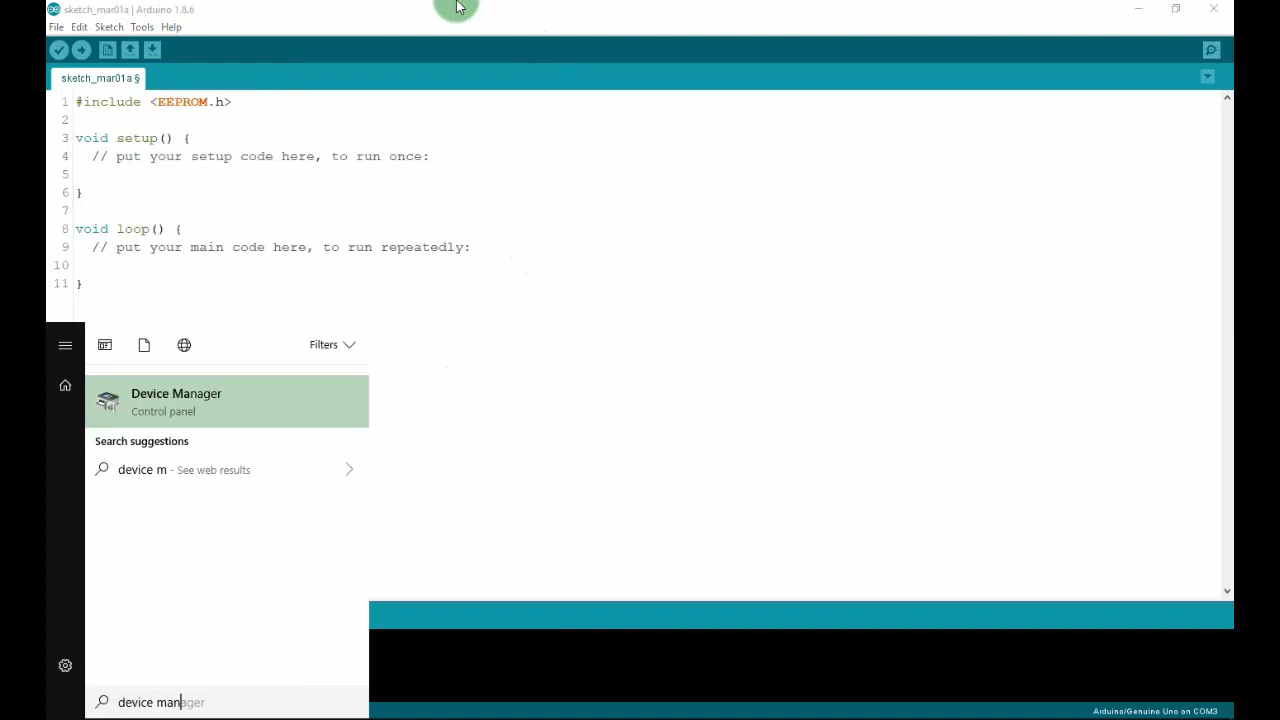 sketch_mar01a | Arduino 1.8.6
File Edit Sketch Tools Help
sketch_mar01a §
1 #include <EEPROM.h>
2
3 void setup() {
4 // put your setup code here, to run once:
5
6 }
7
8 void loop() {
9 // put your main code here, to run repeatedly:
10
11 }
Filters
Device Manager
Control panel
Search suggestions
device m - See web results
device manager
Arduino/Genuino Uno on COM3